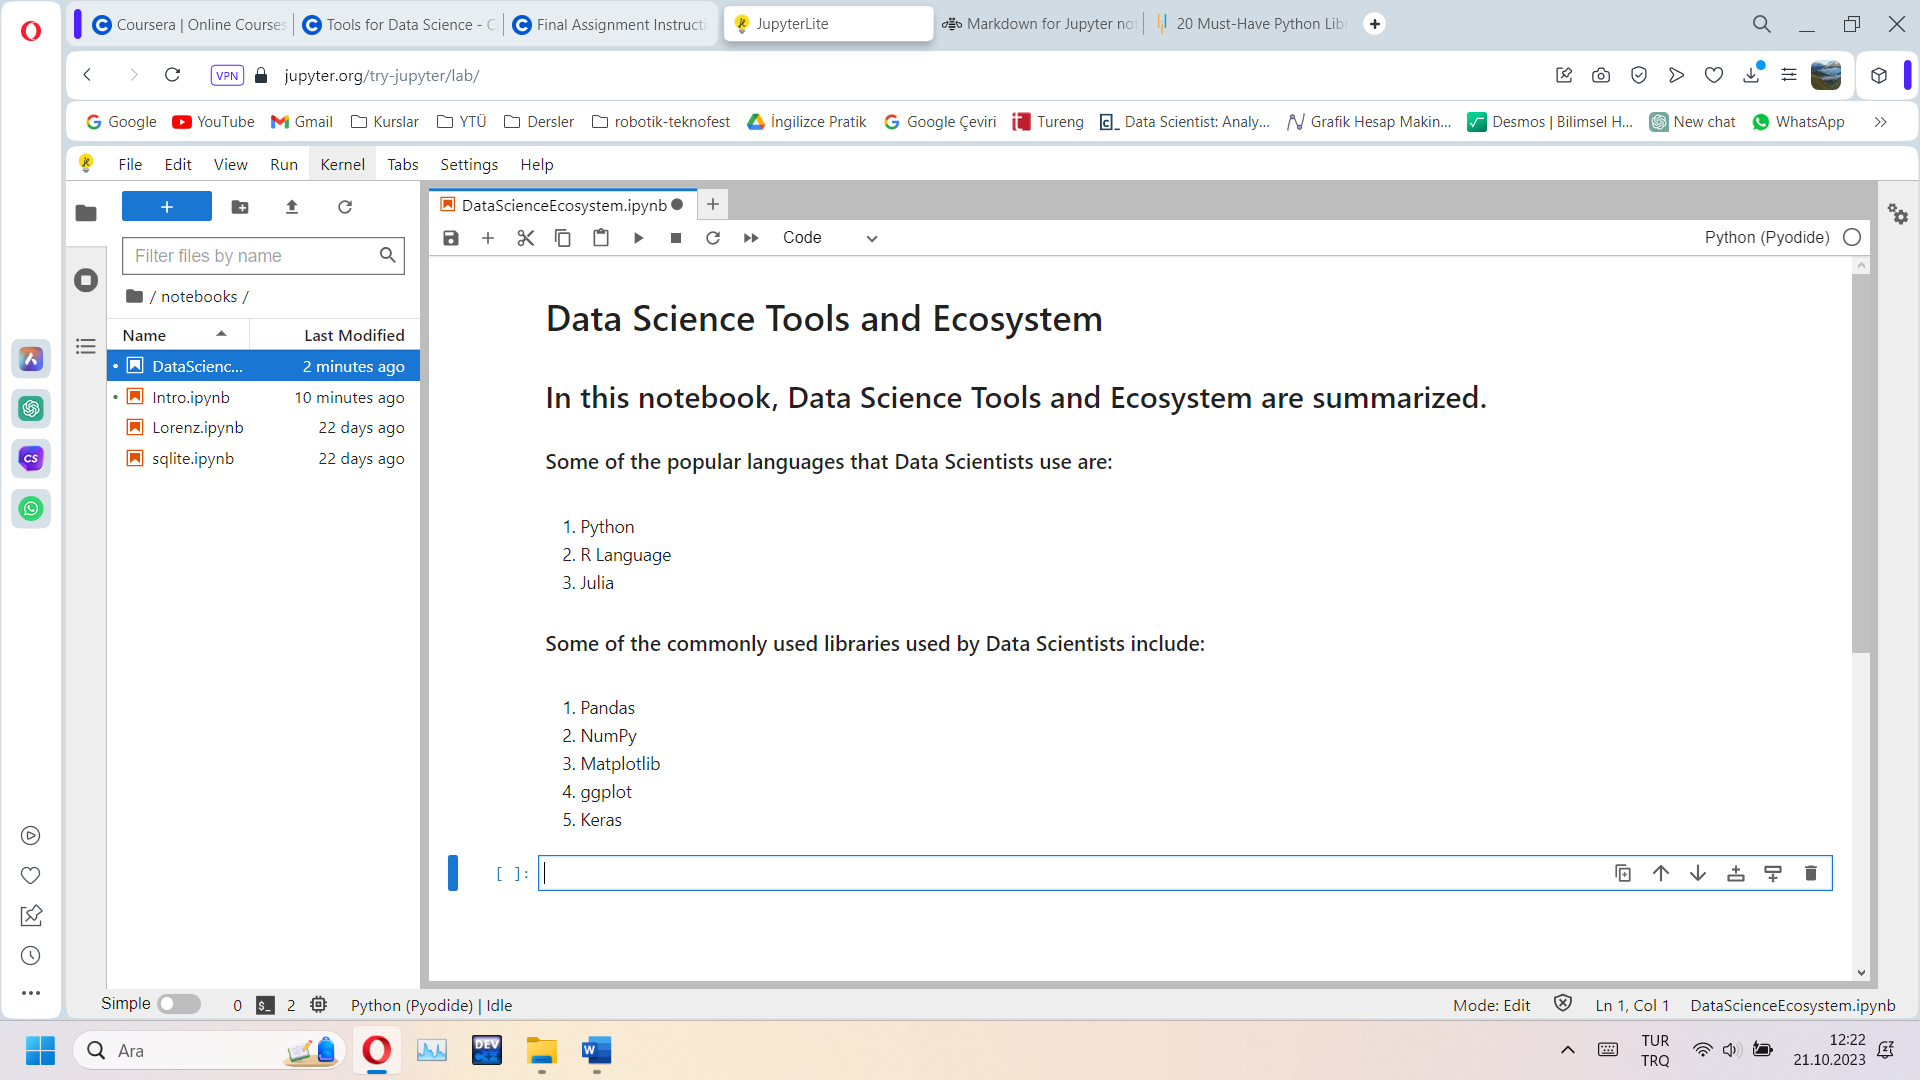 Coursera | Online Courses
Tools for Data Science - C
Final Assignment Instructi
JupyterLite
Markdown for Jupyter not
20 Must-Have Python Libr
VPN
jupyter.org/try-jupyter/lab/
Google
YouTube
Gmail
Kurslar
YTÜ
Dersler
robotik-teknofest
İngilizce Pratik
Google Çeviri
Tureng
Data Scientist: Analy...
Grafik Hesap Makin...
Desmos | Bilimsel H...
New chat
WhatsApp
File
Edit
View
Run
Kernel
Tabs
Settings
Help
+
DataScienceEcosystem.ipynb
Filter files by name
Code
Python (Pyodide)
/ notebooks /
Name
Last Modified
DataScienc...
2 minutes ago
Intro.ipynb
10 minutes ago
Lorenz.ipynb
22 days ago
sqlite.ipynb
22 days ago
Data Science Tools and Ecosystem
In this notebook, Data Science Tools and Ecosystem are summarized.
Some of the popular languages that Data Scientists use are:
1. Python
2. R Language
3. Julia
Some of the commonly used libraries used by Data Scientists include:
1. Pandas
2. NumPy
3. Matplotlib
4. ggplot
5. Keras
[ ]:
CS
Simple
0
$_
2
Python (Pyodide) | Idle
Mode: Edit
Ln 1, Col 1
DataScienceEcosystem.ipynb
Ara
DEV
W
TUR
TRQ
12:22
21.10.2023